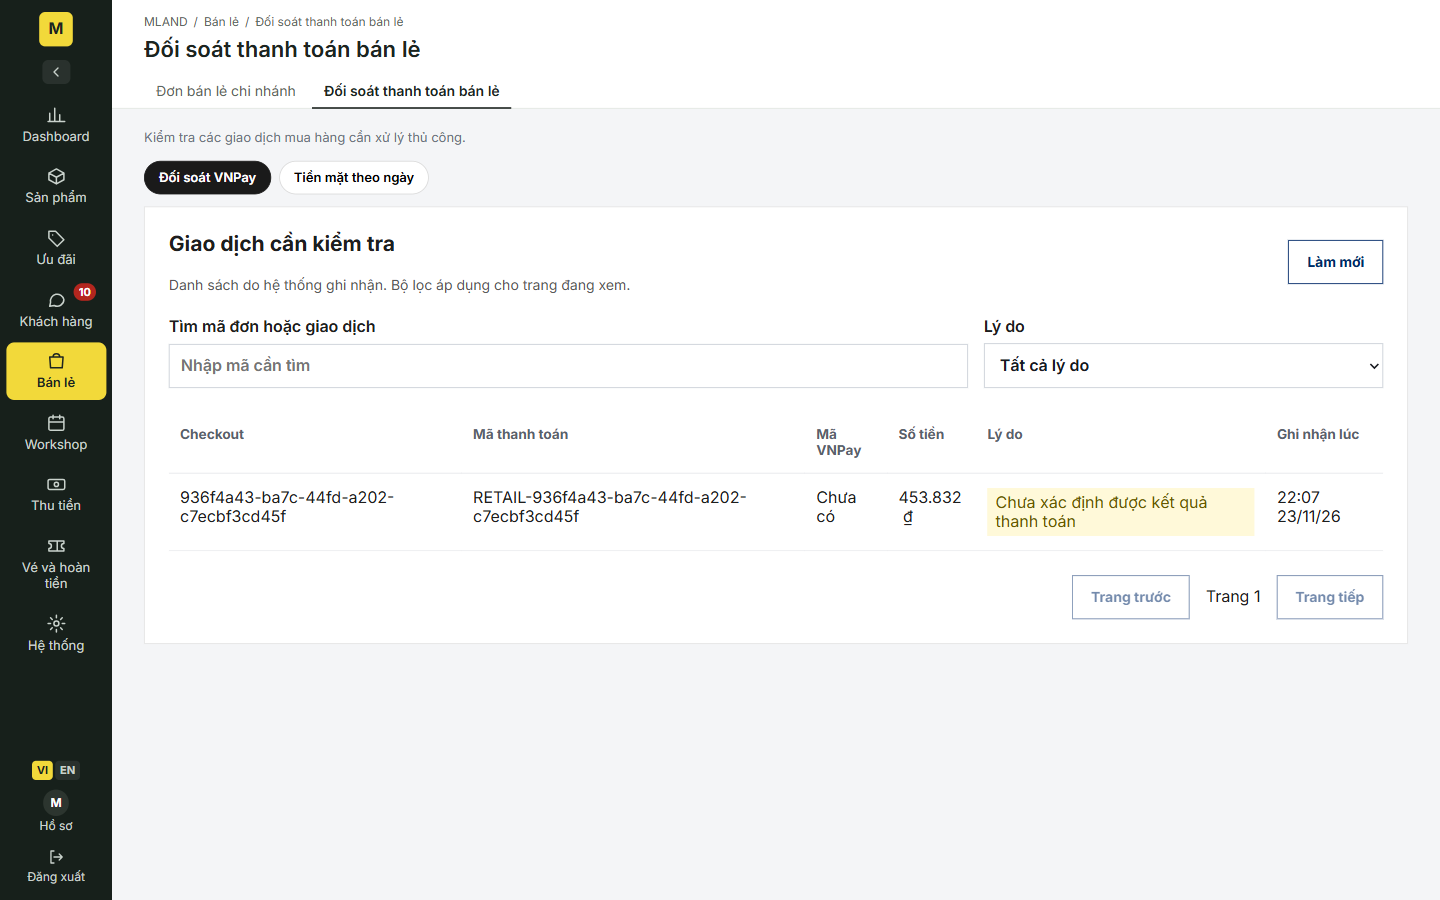 M
Dashboard
Sản phẩm
Ưu đãi
10
Khách hàng
Bán lẻ
Workshop
Thu tiền
Vé và hoàn
tiền
Hệ thống
VI EN
M
Hồ sơ
Đăng xuất
MLAND / Bán lẻ / Đối soát thanh toán bán lẻ
Đối soát thanh toán bán lẻ
Đơn bán lẻ chi nhánh Đối soát thanh toán bán lẻ
Kiểm tra các giao dịch mua hàng cần xử lý thủ công.
Đối soát VNPay Tiền mặt theo ngày
Giao dịch cần kiểm tra
Làm mới
Danh sách do hệ thống ghi nhận. Bộ lọc áp dụng cho trang đang xem.
Tìm mã đơn hoặc giao dịch
Nhập mã cần tìm
Lý do
Tất cả lý do
Checkout Mã thanh toán Mã VNPay Số tiền Lý do Ghi nhận lúc
936f4a43-ba7c-44fd-a202-
c7ecbf3cd45f
RETAIL-936f4a43-ba7c-44fd-a202-
c7ecbf3cd45f
Chưa
có
453.832
₫
Chưa xác định được kết quả
thanh toán
22:07
23/11/26
Trang trước Trang 1 Trang tiếp